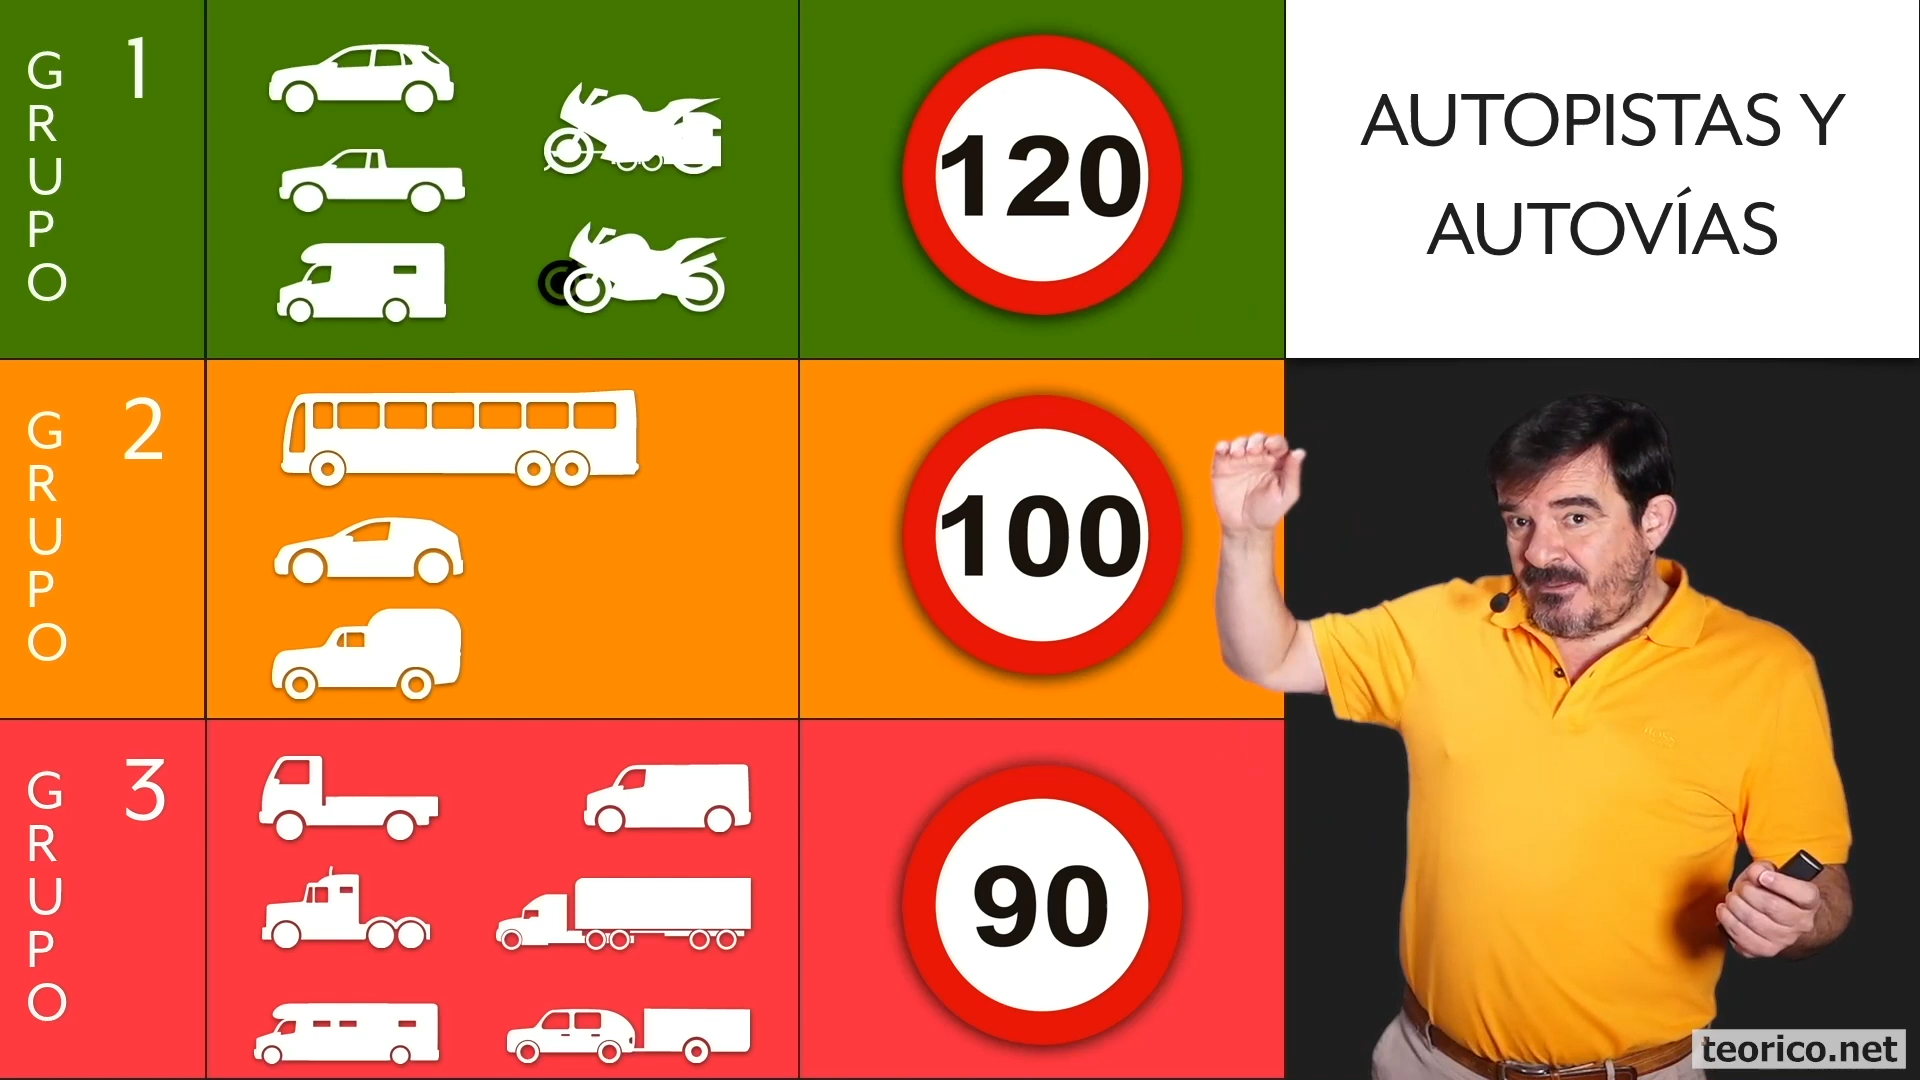 GRUPO 1
120
AUTOPISTAS Y
AUTOVÍAS
GRUPO 2
100
GRUPO 3
90
teorico.net